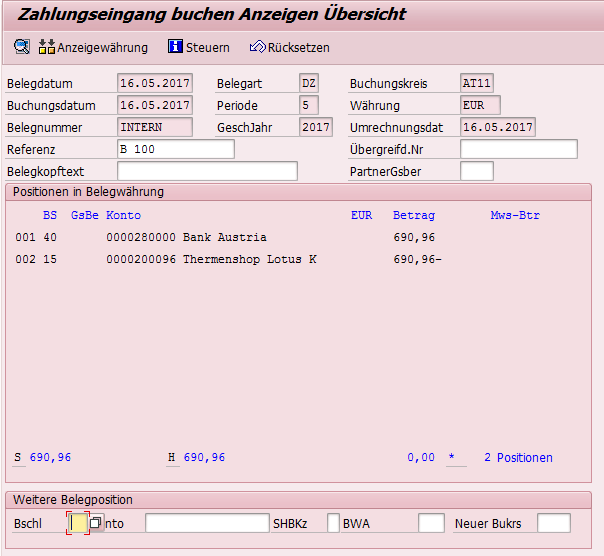 Zahlungseingang buchen Anzeigen Übersicht
Anzeigewährung Steuern Rücksetzen
Belegdatum 16.05.2017 Belegart DZ Buchungskreis AT11
Buchungsdatum 16.05.2017 Periode 5 Währung EUR
Belegnummer INTERN GeschJahr 2017 Umrechnungsdat 16.05.2017
Referenz B 100 Übergreifd.Nr
Belegkopftext PartnerGsber
Positionen in Belegwährung
BS GsBe Konto EUR Betrag Mws-Btr
001 40 0000280000 Bank Austria 690,96
002 15 0000200096 Thermenshop Lotus K 690,96-
S 690,96 H 690,96 0,00 * 2 Positionen
Weitere Belegposition
Bschl nto SHBKz BWA Neuer Bukrs